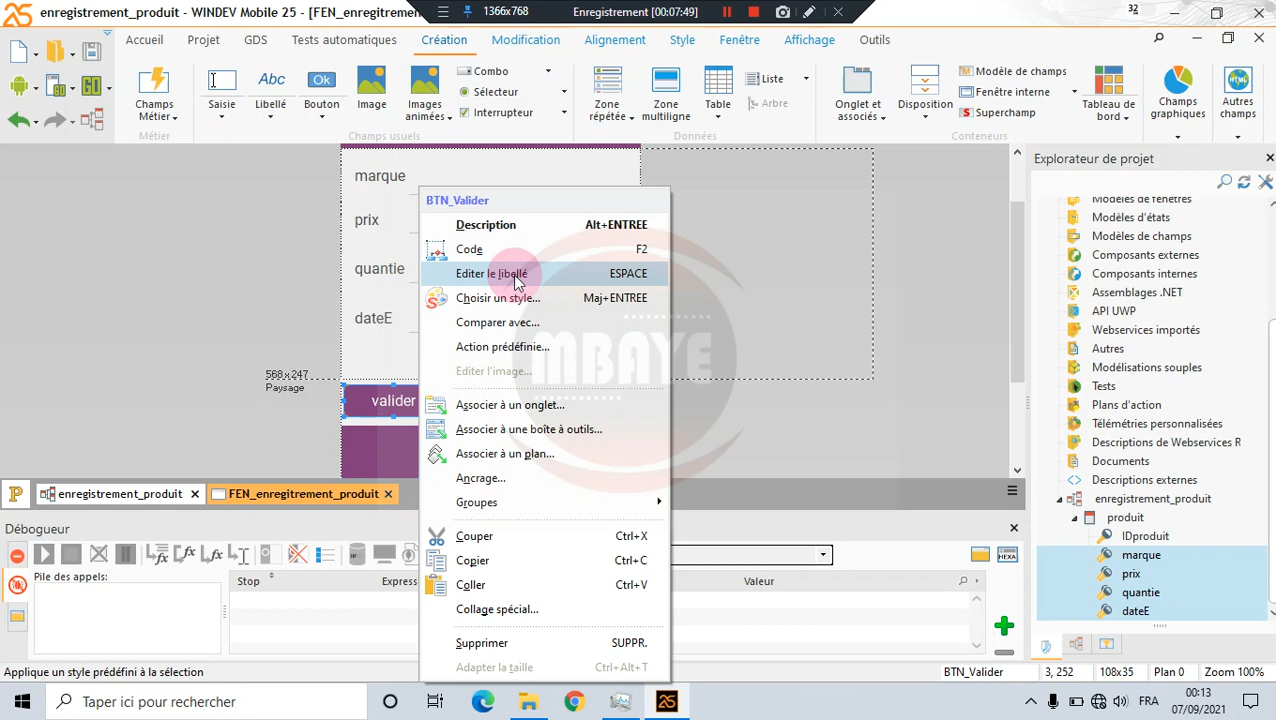 enregistrement_produit - WINDEV Mobile 25 - [FEN_enregitrement_
1366x768
Enregistrement (00:07:49)
32
Accueil Projet GDS Tests automatiques Création Modification Alignement Style Fenêtre Affichage Outils
Champs Métier
Saisie
Abc Libellé
Ok Bouton
Image
Images animées
Combo
Sélecteur
Interrupteur
Zone répétée
Zone multiligne
Table
Liste
Arbre
Onglet et associés
Disposition
Modèle de champs
Fenêtre interne
Superchamp
Tableau de bord
Champs graphiques
Autres champs
Métier
Champs usuels
Données
Conteneurs
marque
prix
quantie
dateE
568 x 247
Paysage
valider
BTN_Valider
Description Alt+ENTREE
Code F2
Editer le libellé ESPACE
Choisir un style... Maj+ENTREE
Comparer avec...
Action prédéfinie...
Editer l'image...
Associer à un onglet...
Associer à une boîte à outils...
Associer à un plan...
Ancrage...
Groupes
Couper Ctrl+X
Copier Ctrl+C
Coller Ctrl+V
Collage spécial...
Supprimer SUPPR.
Adapter la taille Ctrl+Alt+T
MBAYE
Explorateur de projet
Modèles de fenêtres
Modèles d'états
Modèles de champs
Composants externes
Composants internes
Assemblages .NET
API UWP
Webservices importés
Autres
Modélisations souples
Tests
Plans d'action
Télémétries personnalisées
Descriptions de Webservices R
Documents
Descriptions externes
enregistrement_produit
produit
IDproduit
marque
prix
quantie
dateE
enregistrement_produit
FEN_enregitrement_produit
Débogueur
Pile des appels:
Stop
Express
Valeur
HEXA
Applique un style prédéfini à la sélection
BTN_Valider
3, 252
108x35
Plan 0
Zoom 100%
Taper ici pour rechercher
FRA
00:13
07/09/2021